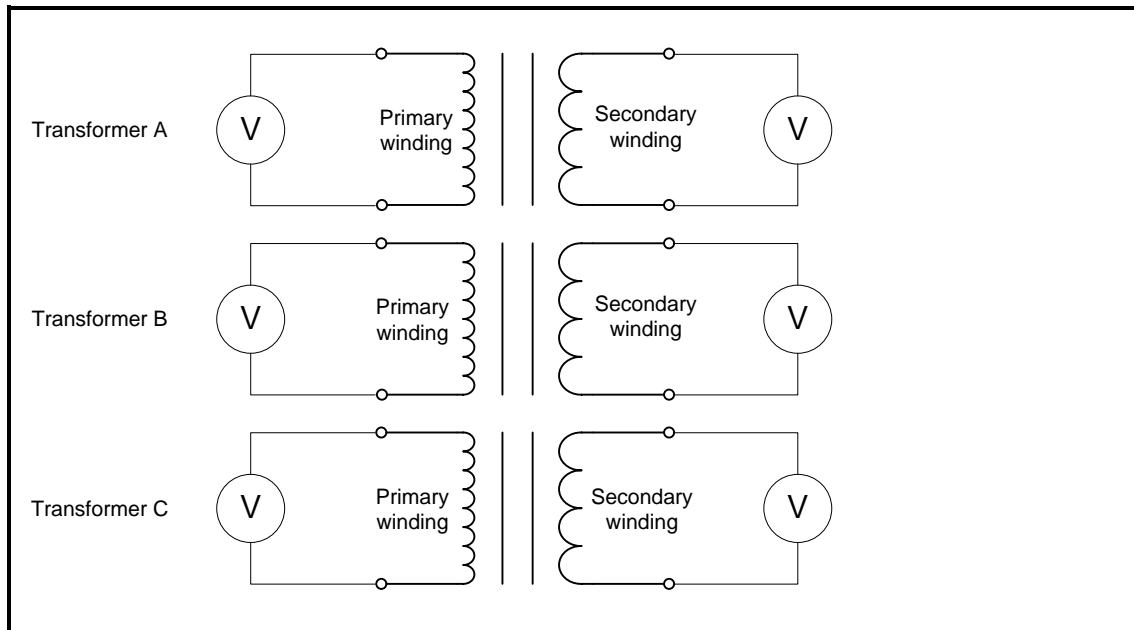 Transformer A
V
Primary
winding
Secondary
winding
V
Transformer B
V
Primary
winding
Secondary
winding
V
Transformer C
V
Primary
winding
Secondary
winding
V